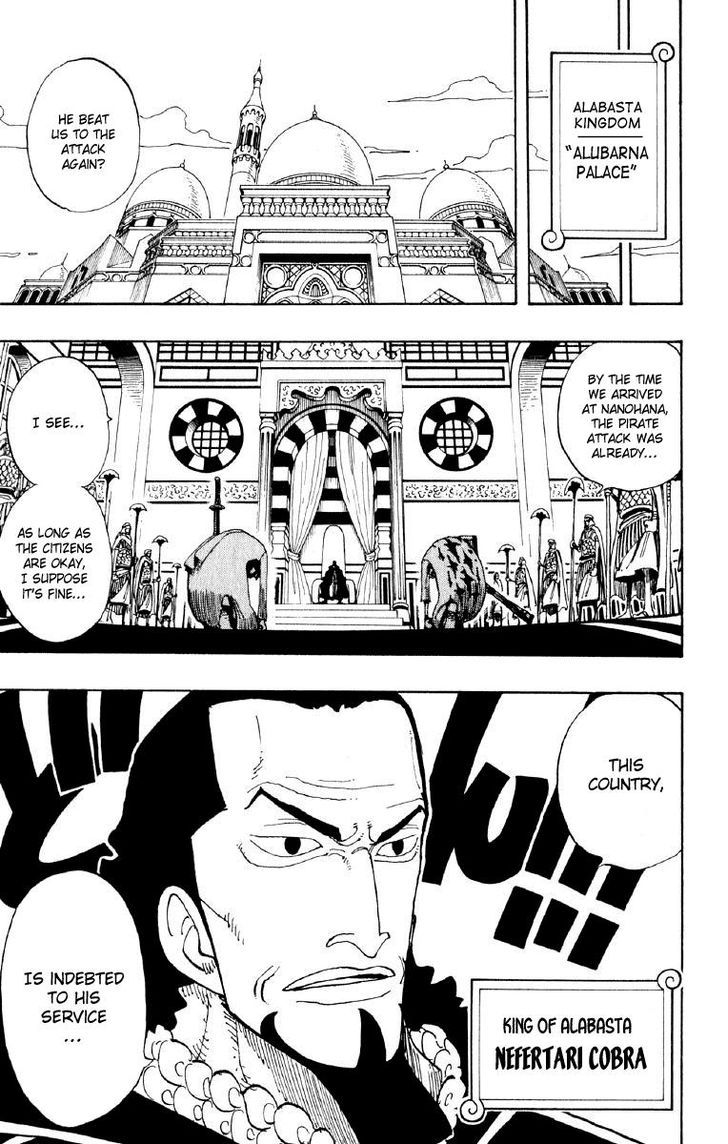 ALABASTA
KINGDOM
"ALUBARNA
PALACE"
HE BEAT
US TO THE
ATTACK
AGAIN?
BY THE TIME
WE ARRIVED
AT NANOHANA,
THE PIRATE
ATTACK WAS
ALREADY...
I SEE...
AS LONG AS
THE CITIZENS
ARE OKAY,
I SUPPOSE
IT'S FINE...
THIS
COUNTRY,
IS INDEBTED
TO HIS
SERVICE
...
KING OF ALABASTA
NEFERTARI COBRA